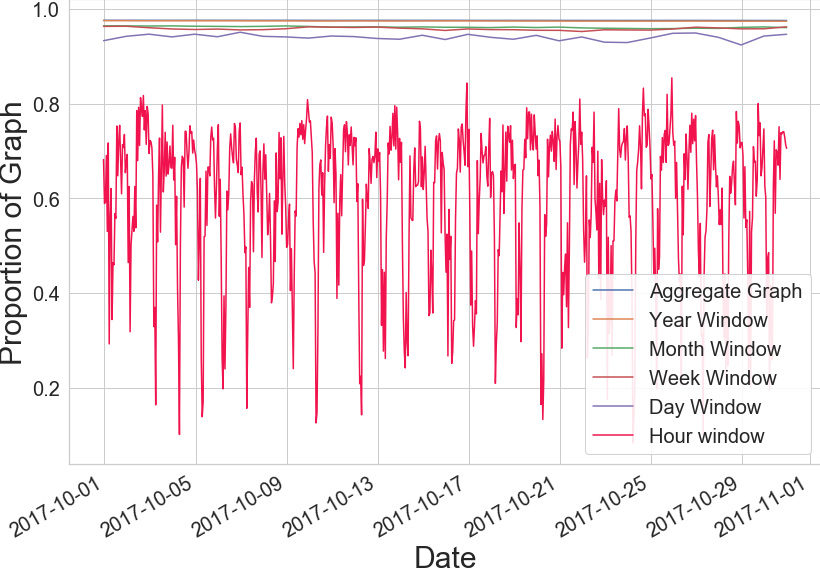 Proportion of Graph
1.0
0.8
0.6
0.4
0.2
Aggregate Graph
Year Window
Month Window
Week Window
Day Window
Hour window
2017-10-01
2017-10-05
2017-10-09
2017-10-13
2017-10-17
2017-10-21
2017-10-25
2017-10-29
2017-11-01
Date